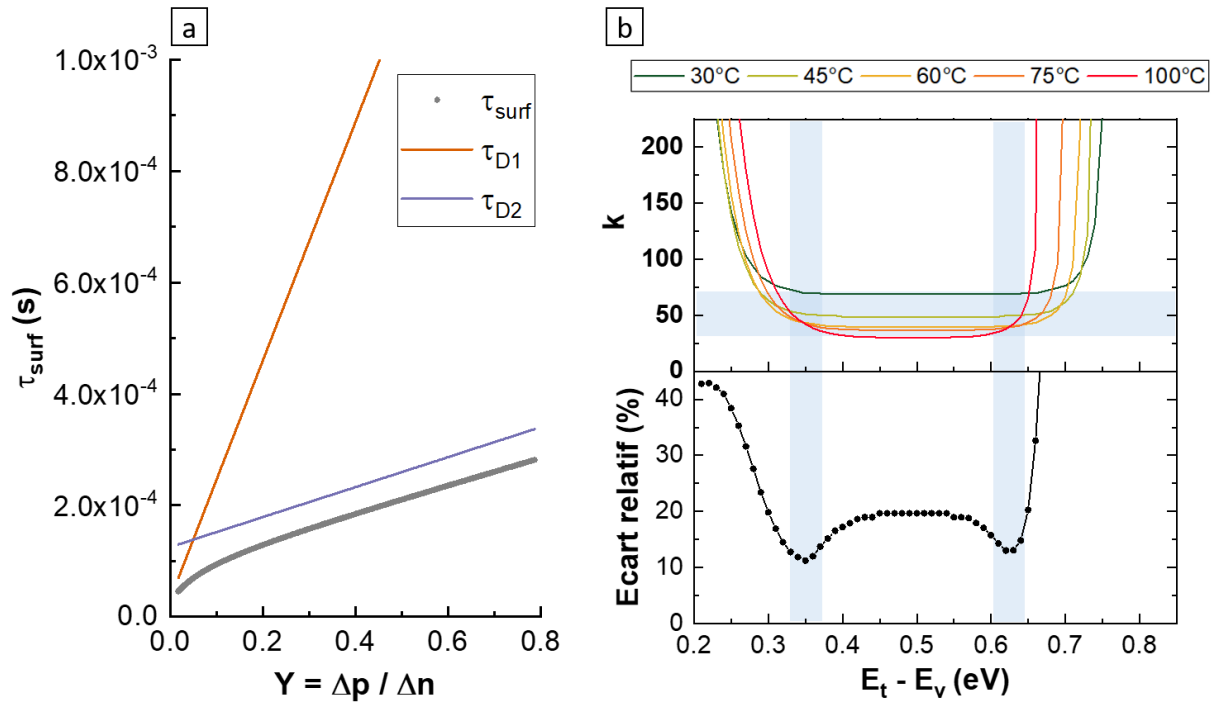 a
1.0x10⁻³
8.0x10⁻⁴
6.0x10⁻⁴
4.0x10⁻⁴
2.0x10⁻⁴
0.0
τsurf (s)
0.0 0.2 0.4 0.6 0.8
Y = Δp / Δn
τsurf
τD1
τD2
b
30°C 45°C 60°C 75°C 100°C
200
150
100
50
0
k
40
30
20
10
0
Ecart relatif (%)
0.2 0.3 0.4 0.5 0.6 0.7 0.8
Et - Ev (eV)